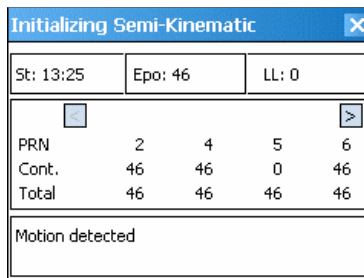 Initializing Semi-Kinematic X
St: 13:25 Epo: 46 LL: 0
< >
PRN 2 4 5 6
Cont. 46 46 0 46
Total 46 46 46 46
Motion detected